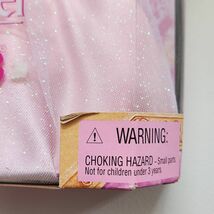 WARNING:
CHOKING HAZARD - Small parts.
Not for children under 3 years.